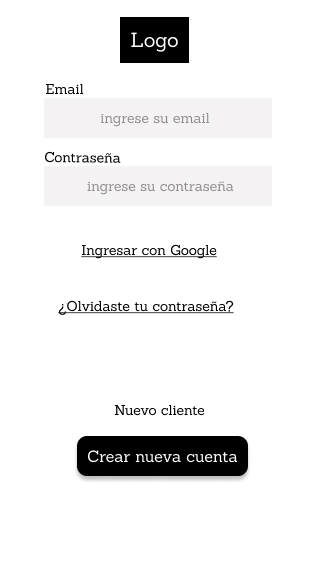 Logo
Email
ingrese su email
Contraseña
ingrese su contraseña
Ingresar con Google
¿Olvidaste tu contraseña?
Nuevo cliente
Crear nueva cuenta